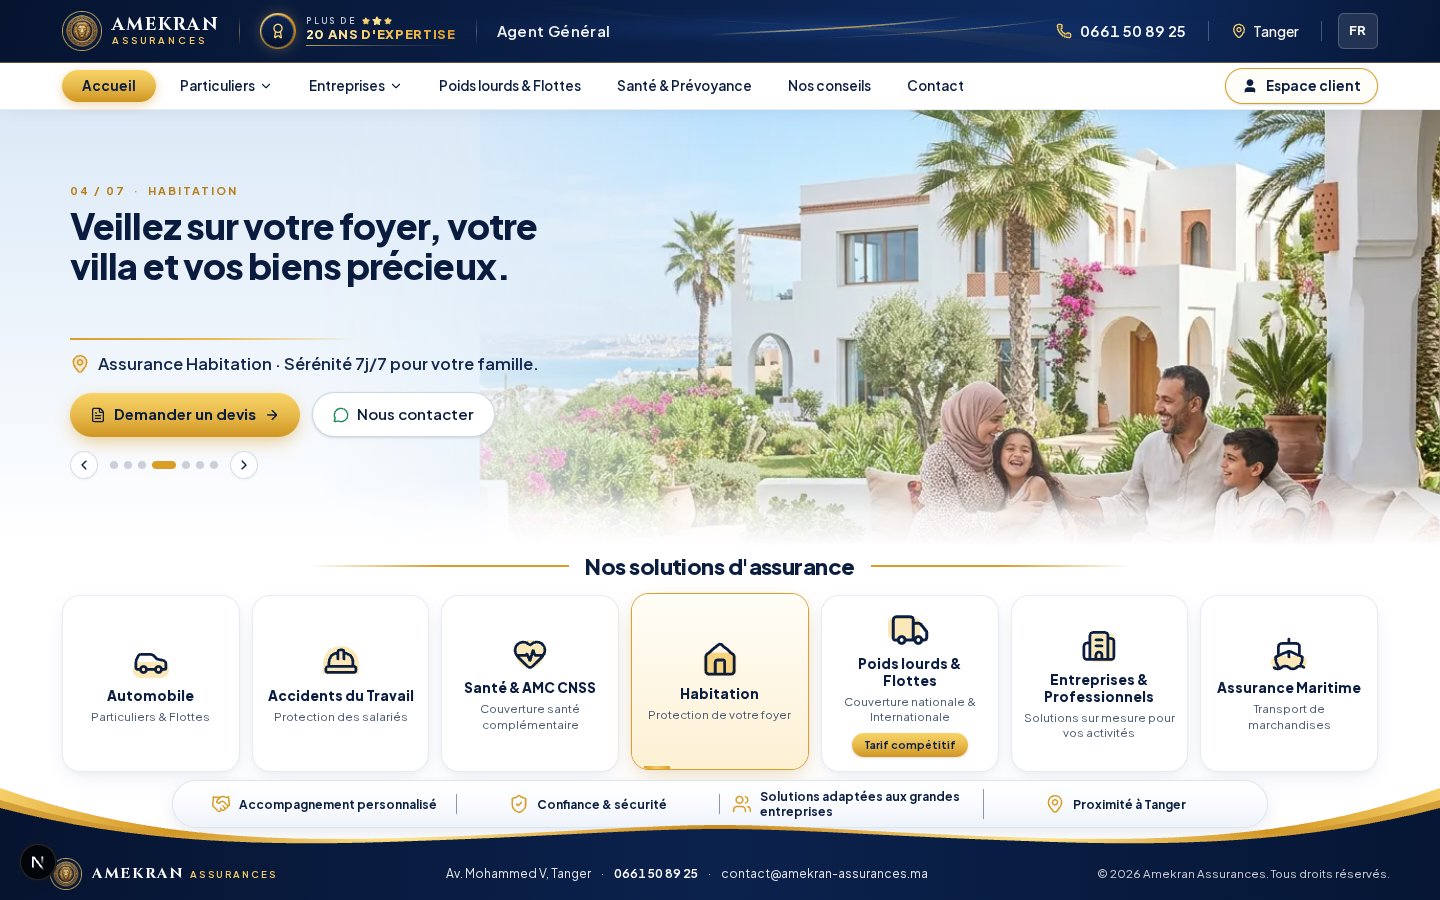 AMEKRAN
ASSURANCES
PLUS DE
20 ANS D'EXPERTISE
Agent Général
0661 50 89 25
Tanger
FR
Accueil
Particuliers
Entreprises
Poids lourds & Flottes
Santé & Prévoyance
Nos conseils
Contact
Espace client
04 / 07 · HABITATION
Veillez sur votre foyer, votre
villa et vos biens précieux.
Assurance Habitation · Sérénité 7j/7 pour votre famille.
Demander un devis
Nous contacter
Nos solutions d'assurance
Automobile
Particuliers & Flottes
Accidents du Travail
Protection des salariés
Santé & AMC CNSS
Couverture santé
complémentaire
Habitation
Protection de votre foyer
Poids lourds &
Flottes
Couverture nationale &
Internationale
Tarif compétitif
Entreprises &
Professionnels
Solutions sur mesure pour
vos activités
Assurance Maritime
Transport de
marchandises
Accompagnement personnalisé
Confiance & sécurité
Solutions adaptées aux grandes
entreprises
Proximité à Tanger
N
AMEKRAN ASSURANCES
Av. Mohammed V, Tanger · 0661 50 89 25 · contact@amekran-assurances.ma
© 2026 Amekran Assurances. Tous droits réservés.